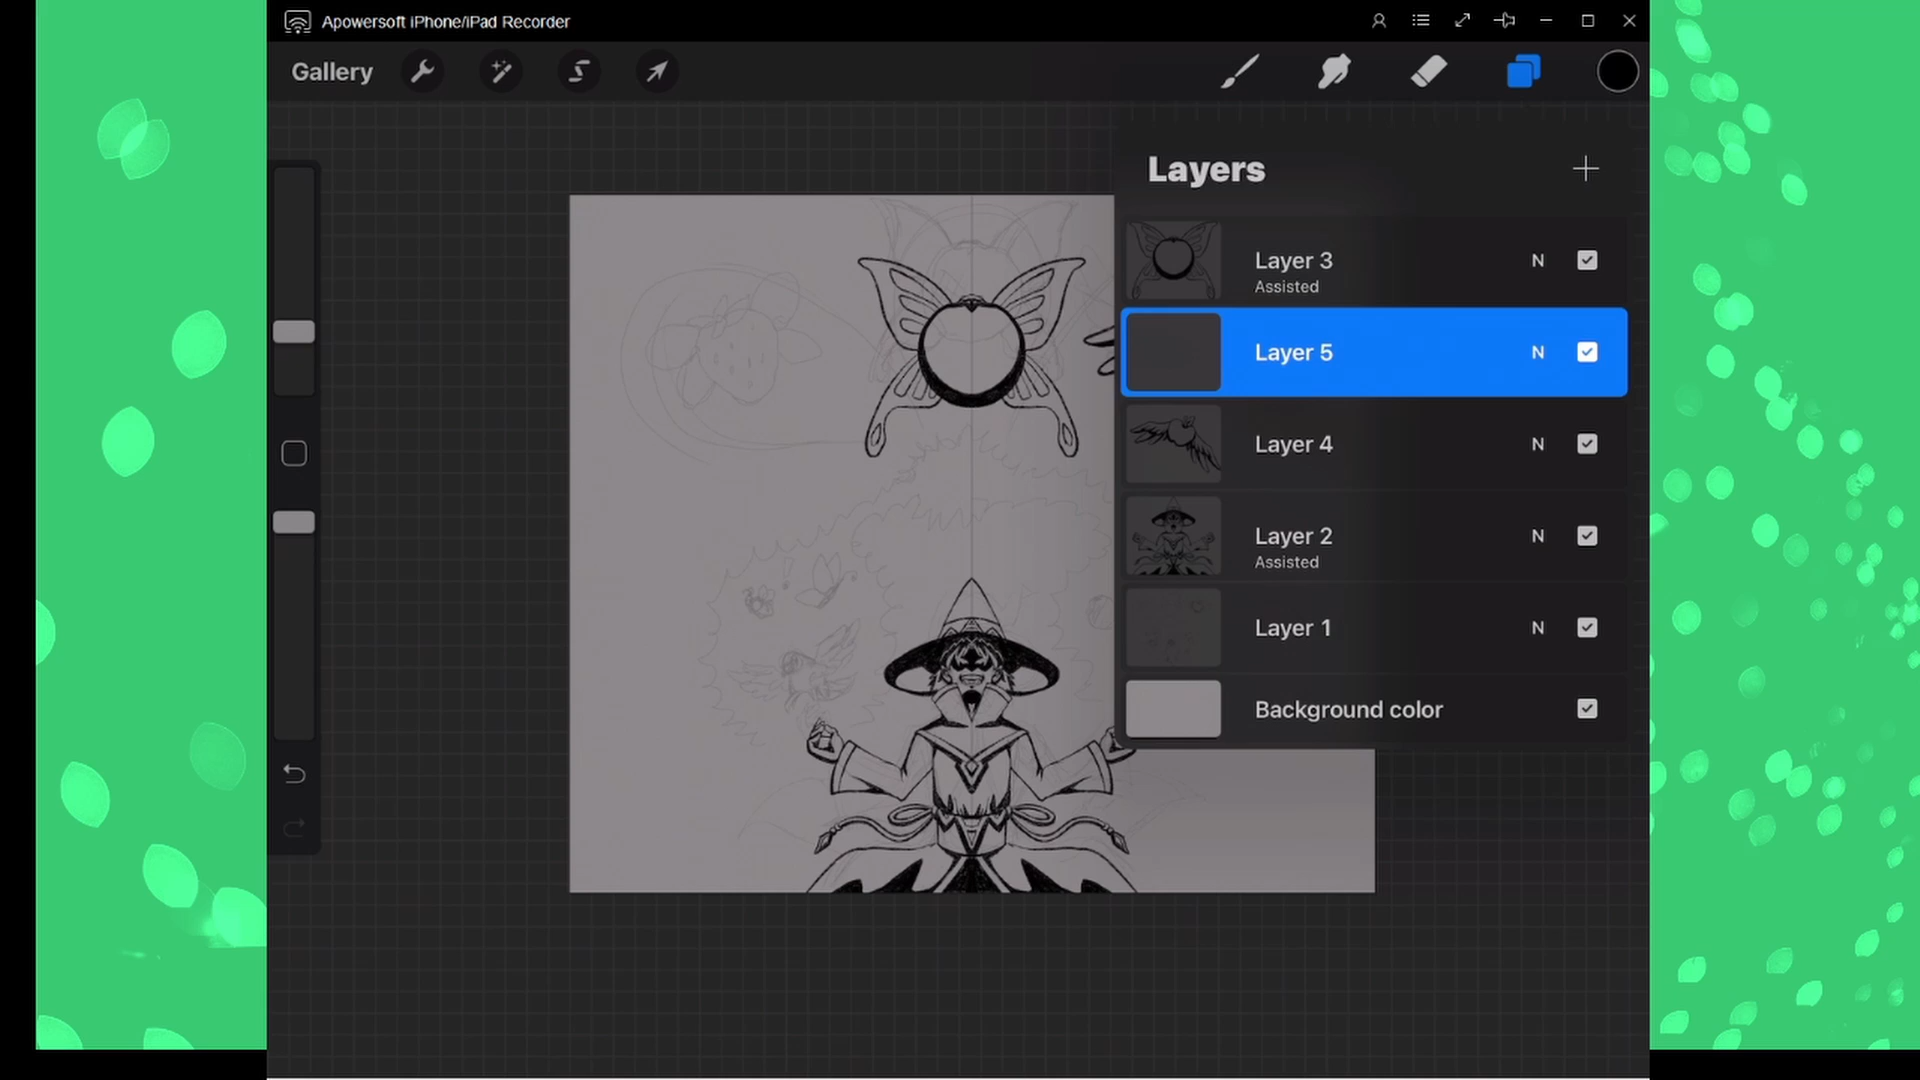 Apowersoft iPhone/iPad Recorder
Gallery
Layers
Layer 3
N
Assisted
Layer 5
N
Layer 4
N
Layer 2
N
Assisted
Layer 1
N
Background color